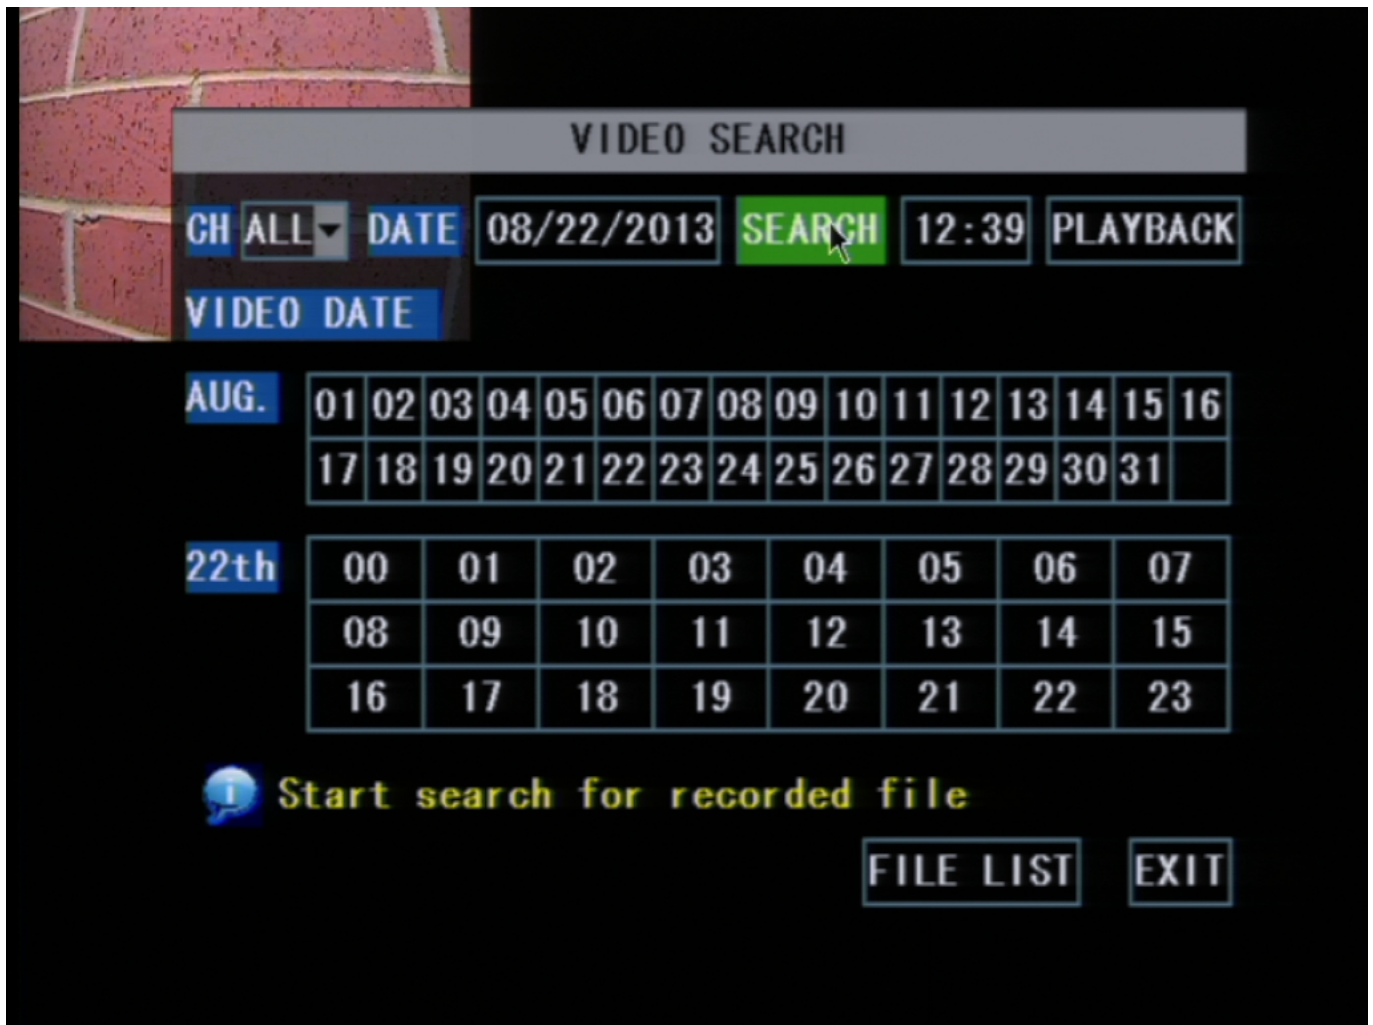 VIDEO SEARCH
CH ALL DATE 08/22/2013 SEARCH 12:39 PLAYBACK
VIDEO DATE
AUG. 01 02 03 04 05 06 07 08 09 10 11 12 13 14 15 16
17 18 19 20 21 22 23 24 25 26 27 28 29 30 31
22th 00 01 02 03 04 05 06 07
08 09 10 11 12 13 14 15
16 17 18 19 20 21 22 23
i Start search for recorded file
FILE LIST EXIT